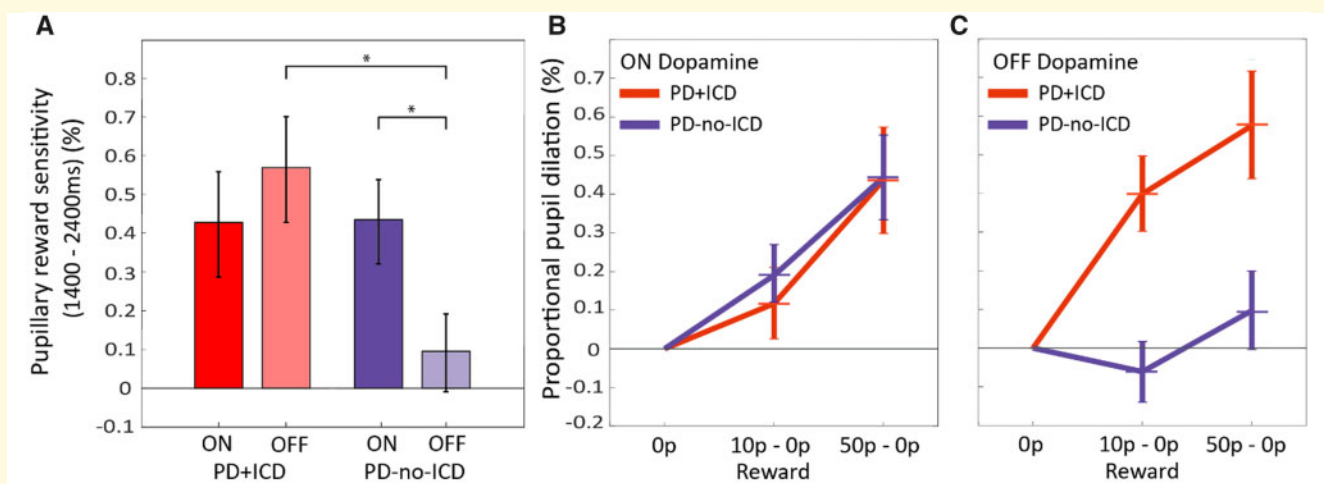 A
Pupillary reward sensitivity
(1400 - 2400ms) (%)
0.8
0.7
0.6
0.5
0.4
0.3
0.2
0.1
0
-0.1
*
*
ON OFF ON OFF
PD+ICD PD-no-ICD
B
Proportional pupil dilation (%)
ON Dopamine
PD+ICD
PD-no-ICD
0.7
0.6
0.5
0.4
0.3
0.2
0.1
0
-0.1
-0.2
0p 10p - 0p 50p - 0p
Reward
C
OFF Dopamine
PD+ICD
PD-no-ICD
0p 10p - 0p 50p - 0p
Reward